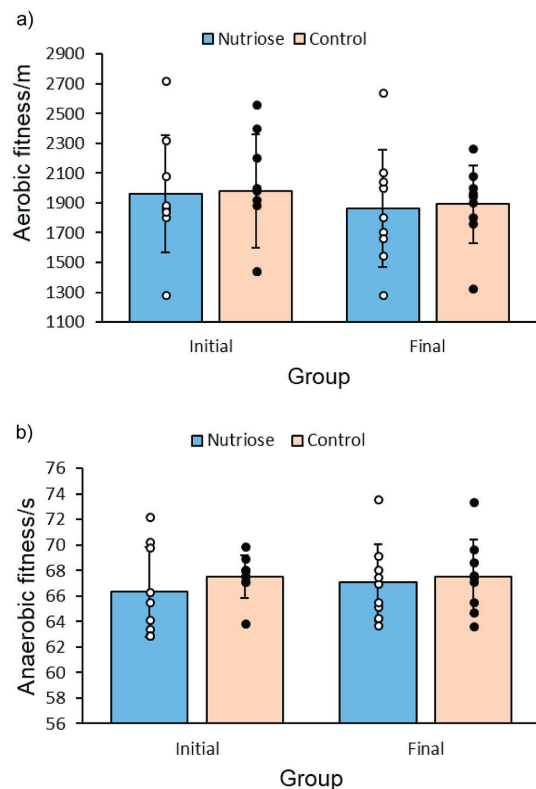 a)
Nutriose Control
2900
2700
2500
2300
2100
1900
1700
1500
1300
1100
Aerobic fitness/m
Initial Final
Group
b)
Nutriose Control
76
74
72
70
68
66
64
62
60
58
56
Anaerobic fitness/s
Initial Final
Group